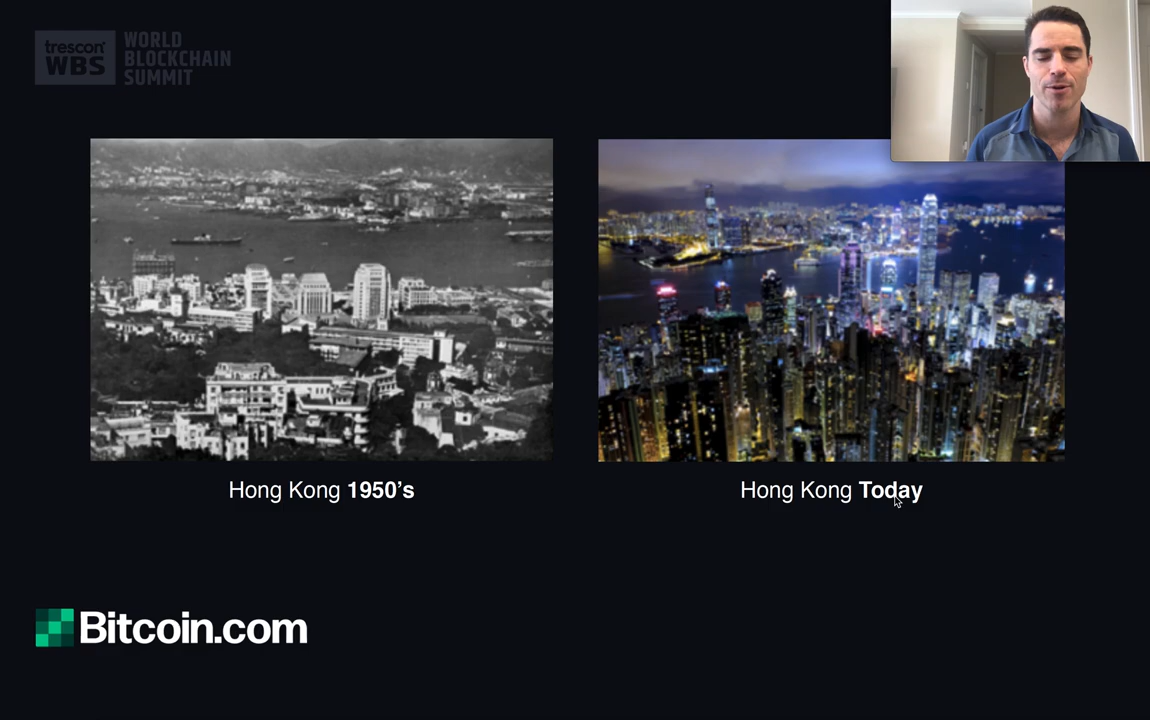 trescon
WBS
WORLD
BLOCKCHAIN
SUMMIT
Hong Kong 1950’s
Hong Kong Today
Bitcoin.com